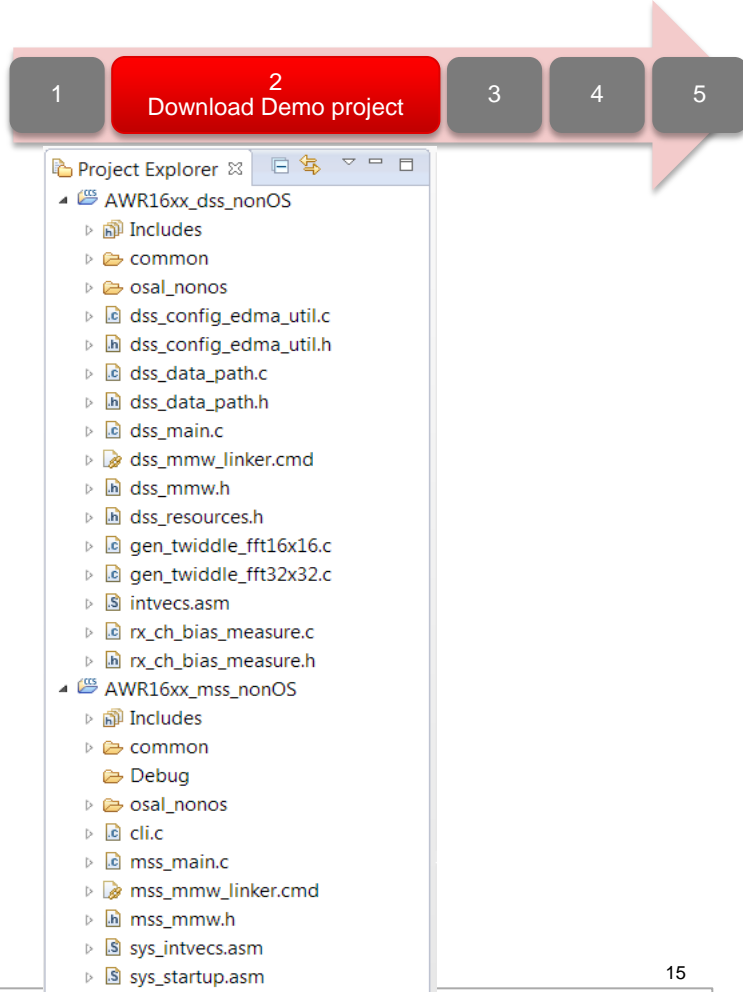 1
2
Download Demo project
3
4
5
Project Explorer
AWR16xx_dss_nonOS
Includes
common
osal_nonos
dss_config_edma_util.c
dss_config_edma_util.h
dss_data_path.c
dss_data_path.h
dss_main.c
dss_mmw_linker.cmd
dss_mmw.h
dss_resources.h
gen_twiddle_fft16x16.c
gen_twiddle_fft32x32.c
intvecs.asm
rx_ch_bias_measure.c
rx_ch_bias_measure.h
AWR16xx_mss_nonOS
Includes
common
Debug
osal_nonos
cli.c
mss_main.c
mss_mmw_linker.cmd
mss_mmw.h
sys_intvecs.asm
sys_startup.asm
15